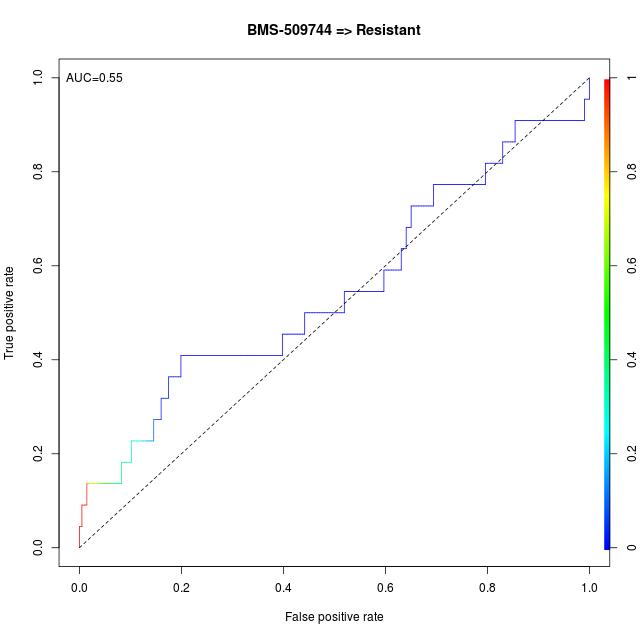 BMS-509744 => Resistant
AUC=0.55
True positive rate
0.0 0.2 0.4 0.6 0.8 1.0
0 0.2 0.4 0.6 0.8 1
0.0 0.2 0.4 0.6 0.8 1.0
False positive rate